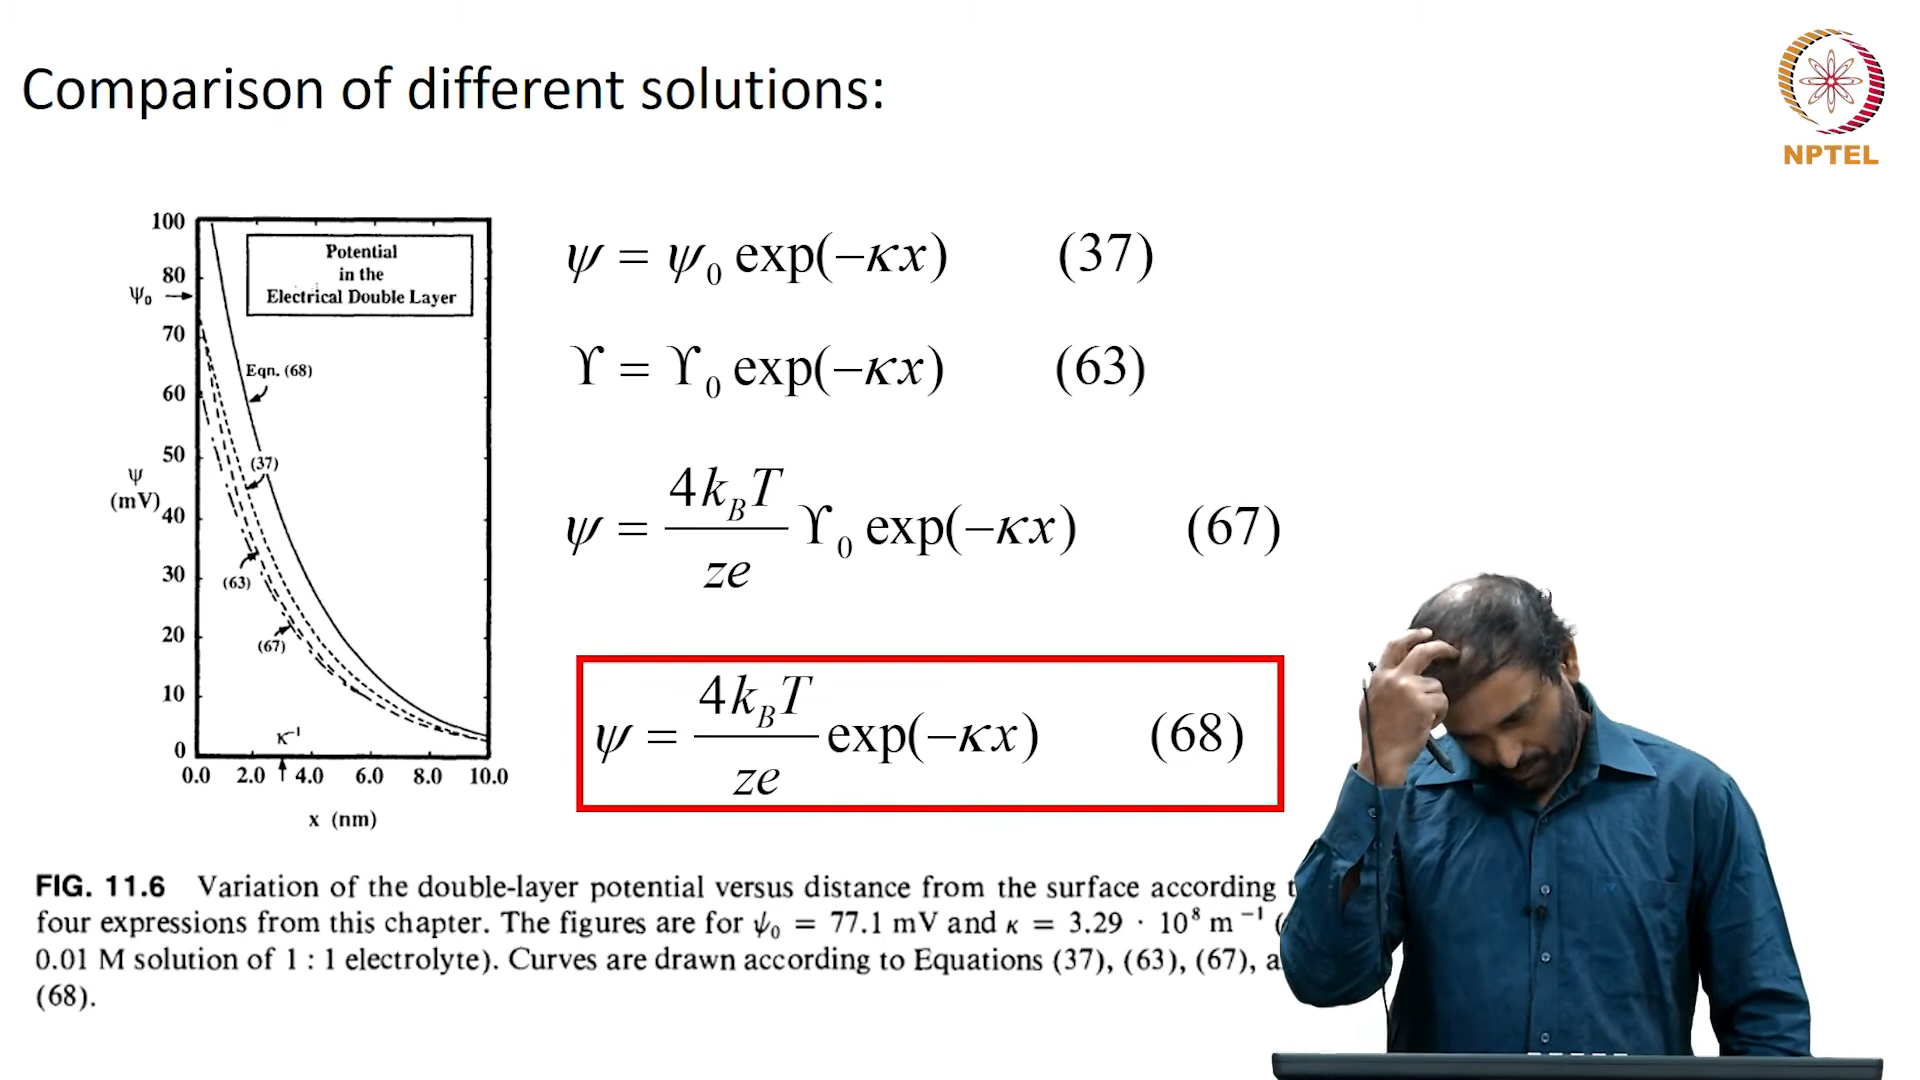 Comparison of different solutions:
NPTEL
100
80
ψ₀
70
60
50
ψ
(mV)
40
30
20
10
0
0.0 2.0 4.0 6.0 8.0 10.0
κ⁻¹
x (nm)
Potential
in the
Electrical Double Layer
Eqn. (68)
(37)
(63)
(67)
ψ = ψ₀ exp(−κx) (37)
ϒ = ϒ₀ exp(−κx) (63)
ψ = 4k_BT/ze ϒ₀ exp(−κx) (67)
ψ = 4k_BT/ze exp(−κx) (68)
FIG. 11.6 Variation of the double-layer potential versus distance from the surface according
four expressions from this chapter. The figures are for ψ₀ = 77.1 mV and κ = 3.29 · 10⁸ m⁻¹ (
0.01 M solution of 1 : 1 electrolyte). Curves are drawn according to Equations (37), (63), (67),
(68).